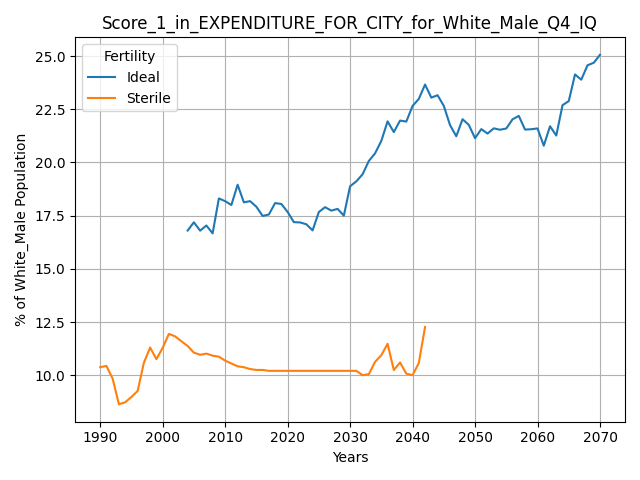 Score_1_in_EXPENDITURE_FOR_CITY_for_White_Male_Q4_IQ
Fertility
Ideal
Sterile
% of White_Male Population
25.0
22.5
20.0
17.5
15.0
12.5
10.0
1990 2000 2010 2020 2030 2040 2050 2060 2070
Years